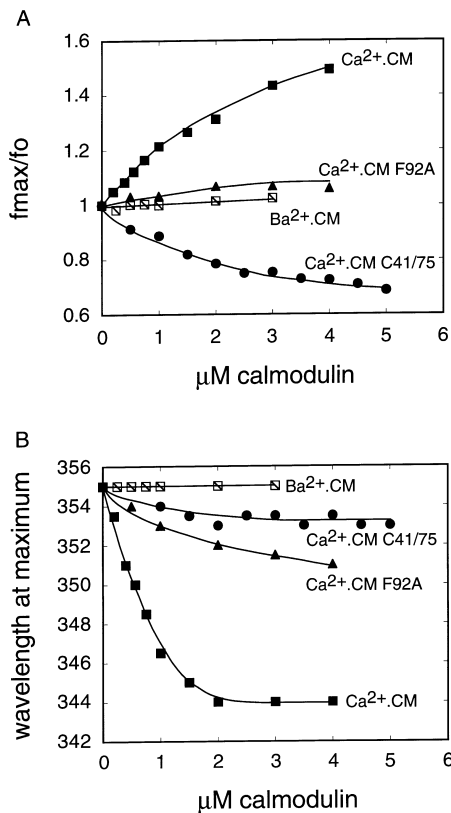 A
1.6
Ca²⁺.CM
1.4
fmax/fo
1.2
Ca²⁺.CM F92A
1
Ba²⁺.CM
0.8
Ca²⁺.CM C41/75
0.6
0 1 2 3 4 5 6
μM calmodulin
B
356
Ba²⁺.CM
354
Ca²⁺.CM C41/75
352
Ca²⁺.CM F92A
wavelength at maximum
350
348
346
344
Ca²⁺.CM
342
0 1 2 3 4 5 6
μM calmodulin